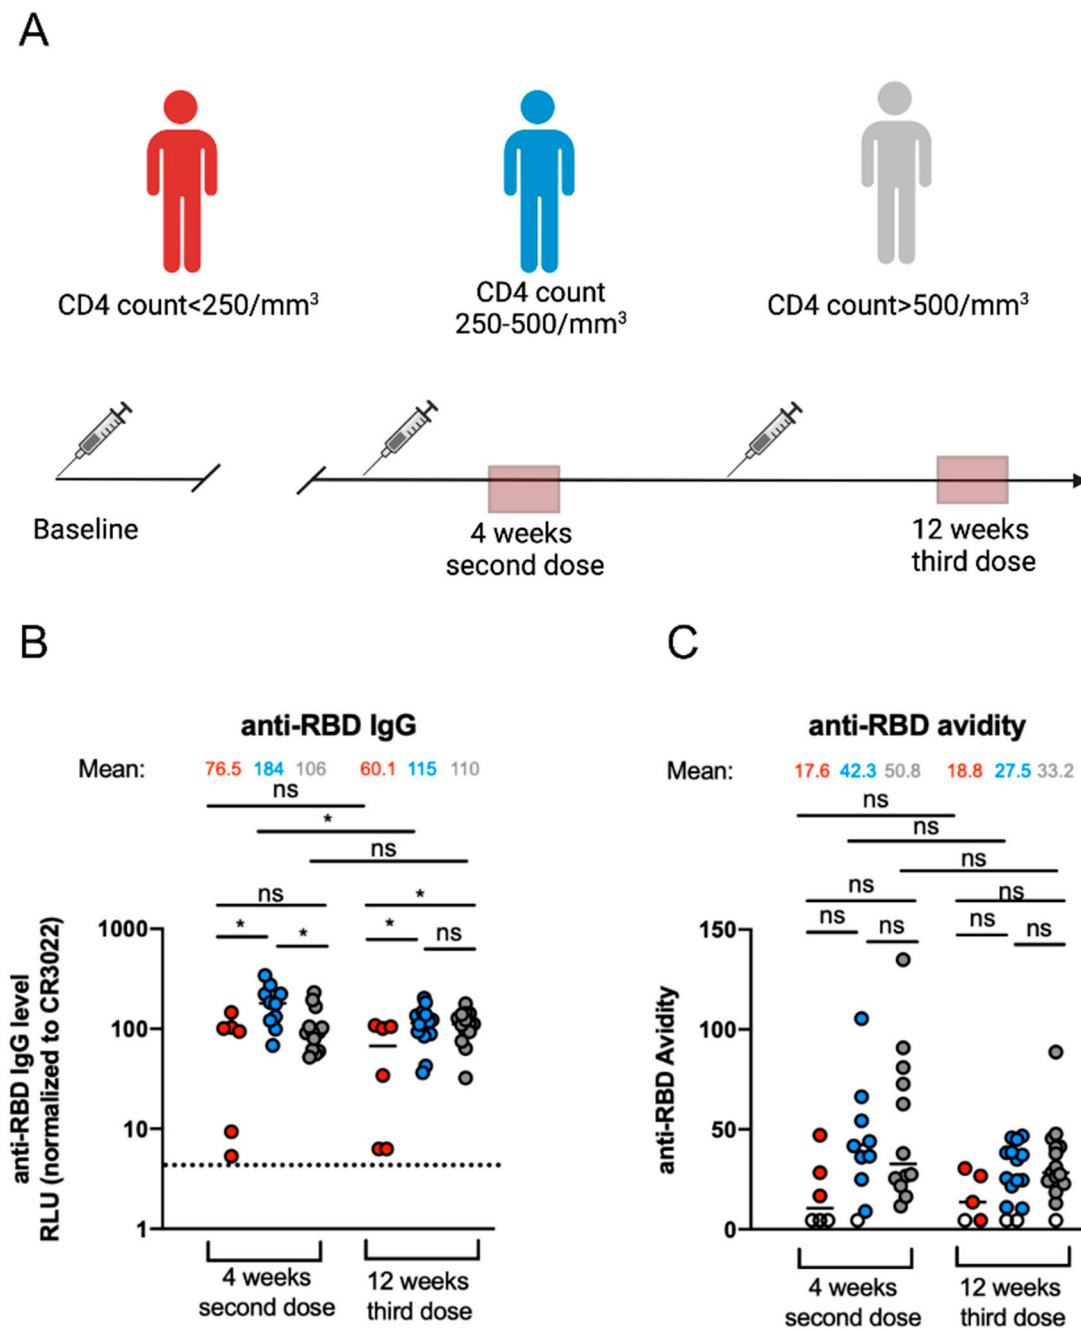 A
CD4 count<250/mm³
CD4 count
250-500/mm³
CD4 count>500/mm³
Baseline
4 weeks
second dose
12 weeks
third dose
B
anti-RBD IgG
Mean: 76.5 184 106 60.1 115 110
ns
*
ns
ns
*
*
*
*
ns
anti-RBD IgG level
RLU (normalized to CR3022)
1000
100
10
1
4 weeks
second dose
12 weeks
third dose
C
anti-RBD avidity
Mean: 17.6 42.3 50.8 18.8 27.5 33.2
ns
ns
ns
ns
ns
ns
ns
ns
ns
anti-RBD Avidity
150
100
50
0
4 weeks
second dose
12 weeks
third dose